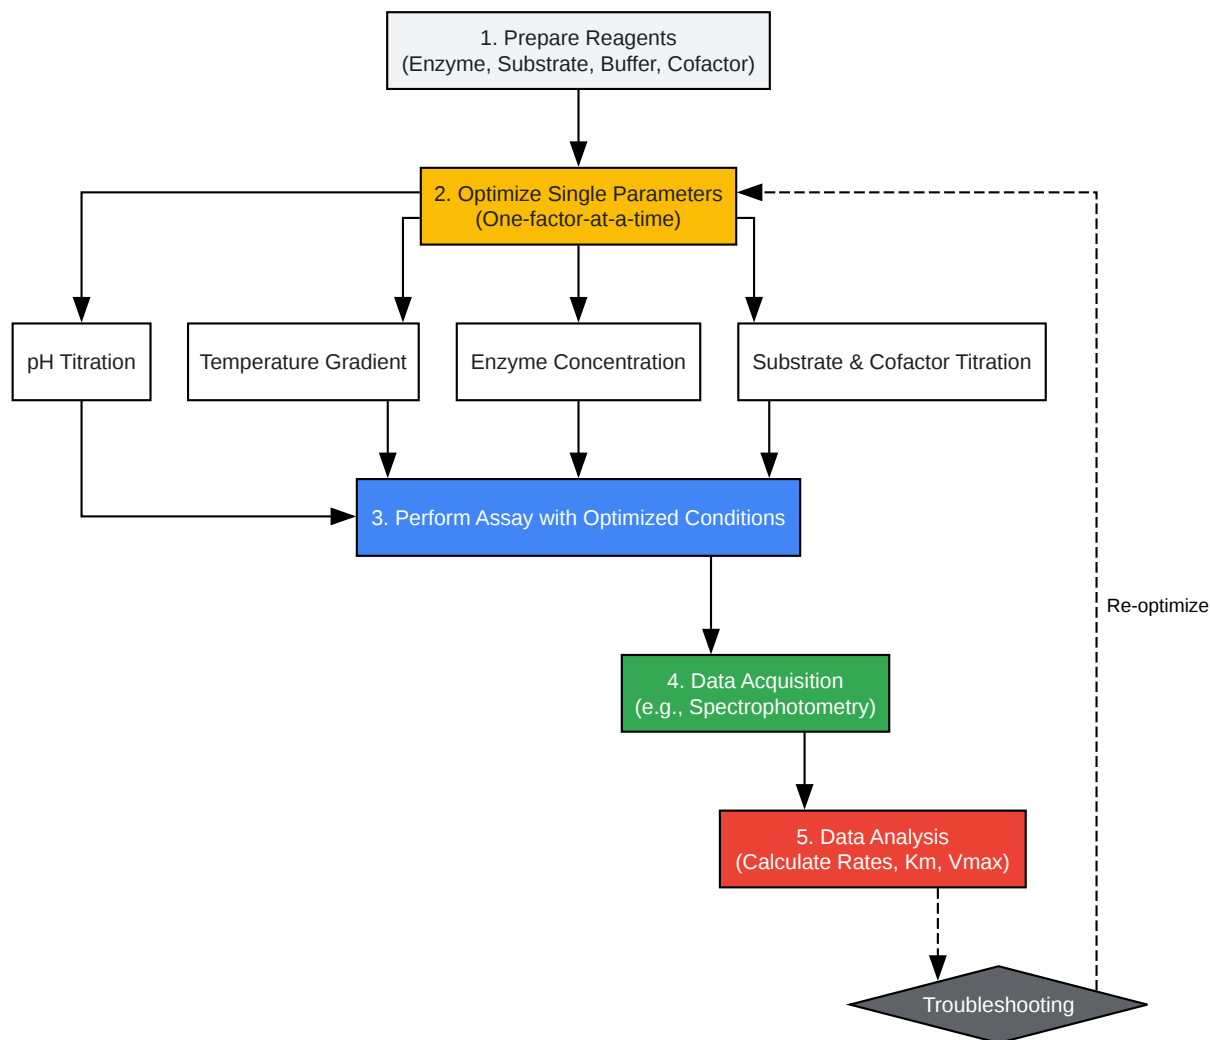 1. Prepare Reagents
(Enzyme, Substrate, Buffer, Cofactor)
2. Optimize Single Parameters
(One-factor-at-a-time)
pH Titration
Temperature Gradient
Enzyme Concentration
Substrate & Cofactor Titration
3. Perform Assay with Optimized Conditions
Re-optimize
4. Data Acquisition
(e.g., Spectrophotometry)
5. Data Analysis
(Calculate Rates, Km, Vmax)
Troubleshooting